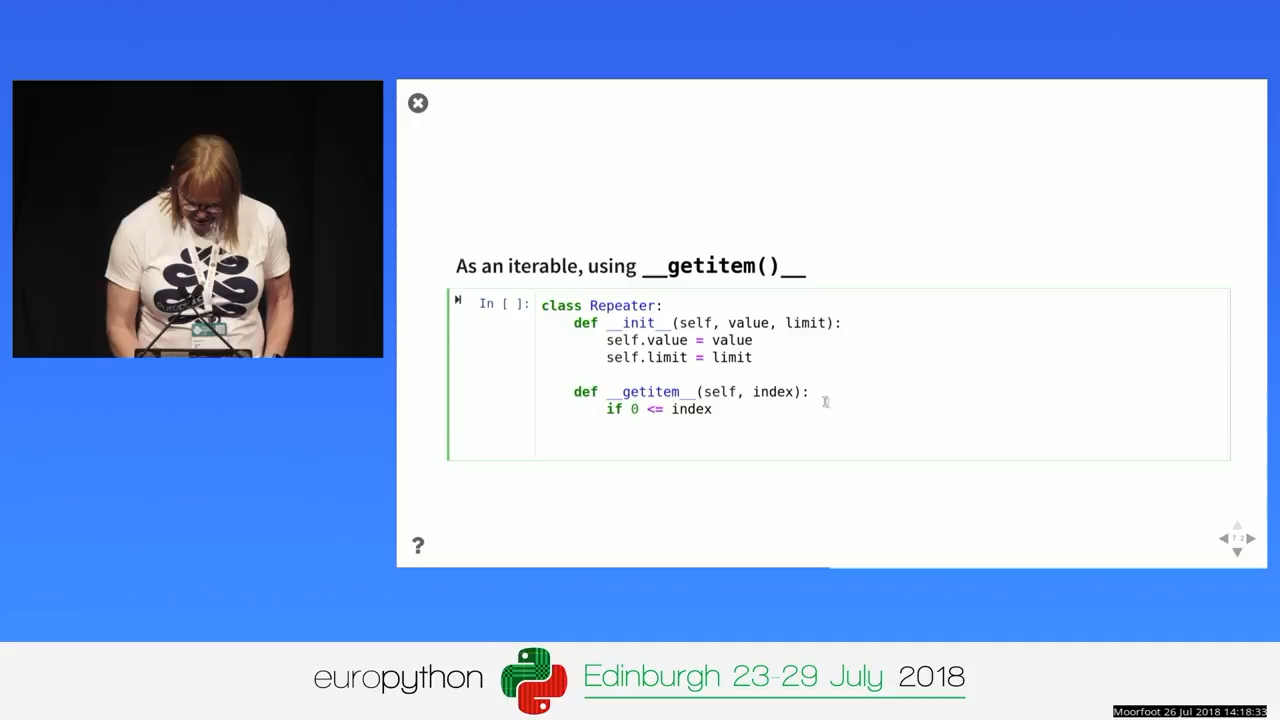 As an iterable, using __getitem()__
In [ ]:
class Repeater:
def __init__(self, value, limit):
self.value = value
self.limit = limit
def __getitem__(self, index):
if 0 <= index
?
7 2
europython
Edinburgh 23-29 July 2018
Moorfoot 26 Jul 2018 14:18:33